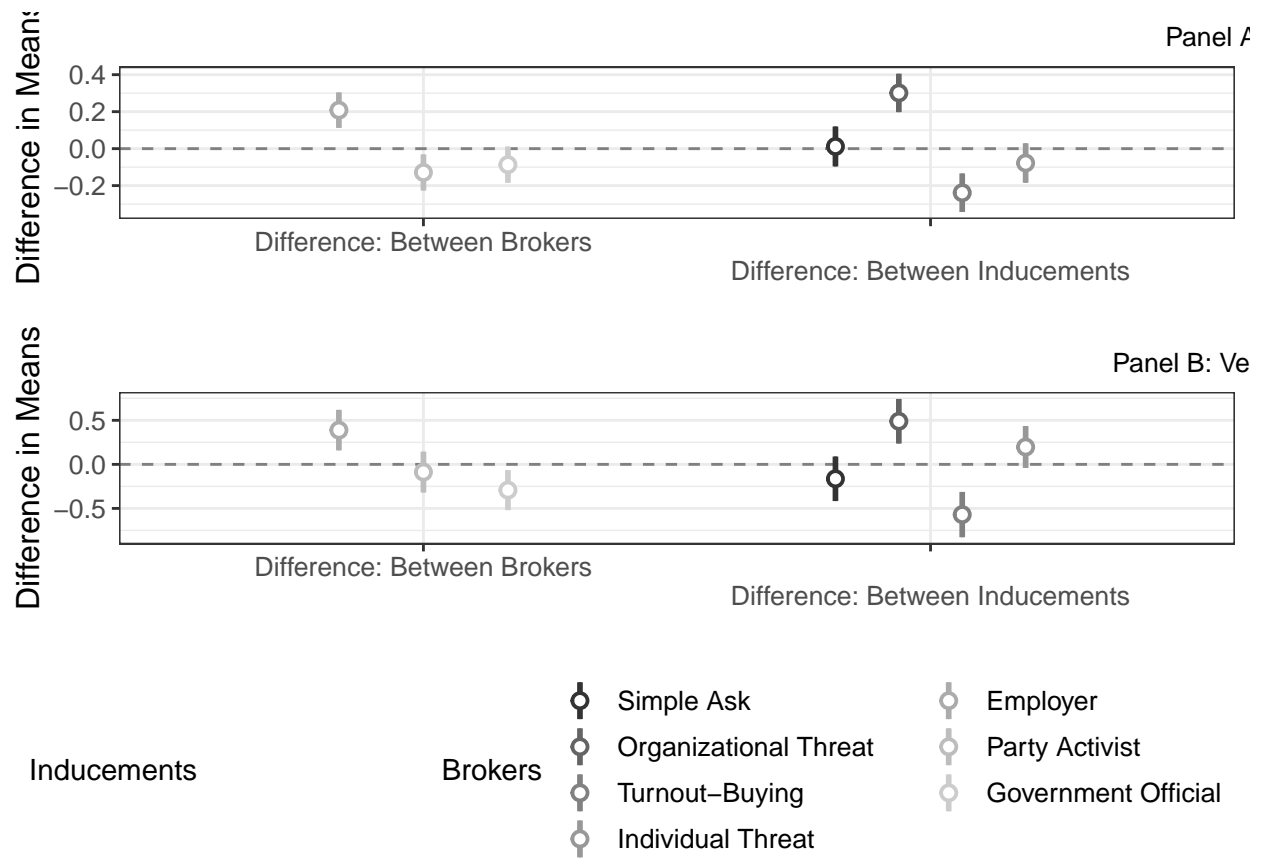 Panel A
Difference in Means
0.4
0.2
0.0
−0.2
Difference: Between Brokers
Difference: Between Inducements
Panel B: Ve
Difference in Means
0.5
0.0
−0.5
Difference: Between Brokers
Difference: Between Inducements
Inducements
Brokers
Simple Ask
Organizational Threat
Turnout−Buying
Individual Threat
Employer
Party Activist
Government Official